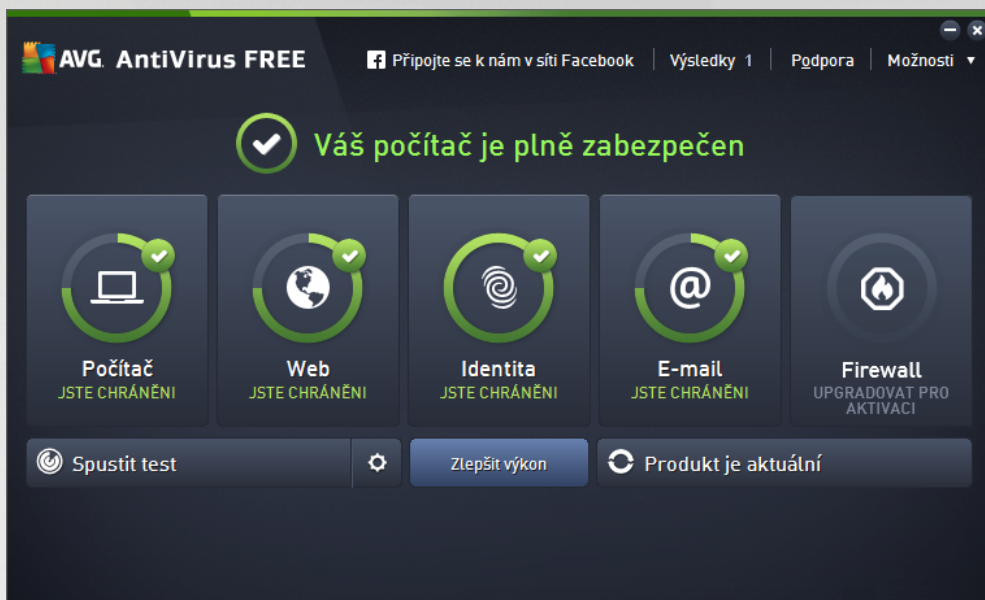 AVG AntiVirus FREE
Připojte se k nám v síti Facebook
Výsledky 1
Podpora
Možnosti
Váš počítač je plně zabezpečen
Počítač
JSTE CHRÁNĚNI
Web
JSTE CHRÁNĚNI
Identita
JSTE CHRÁNĚNI
E-mail
JSTE CHRÁNĚNI
Firewall
UPGRADOVAT PRO
AKTIVACI
Spustit test
Zlepšit výkon
Produkt je aktuální